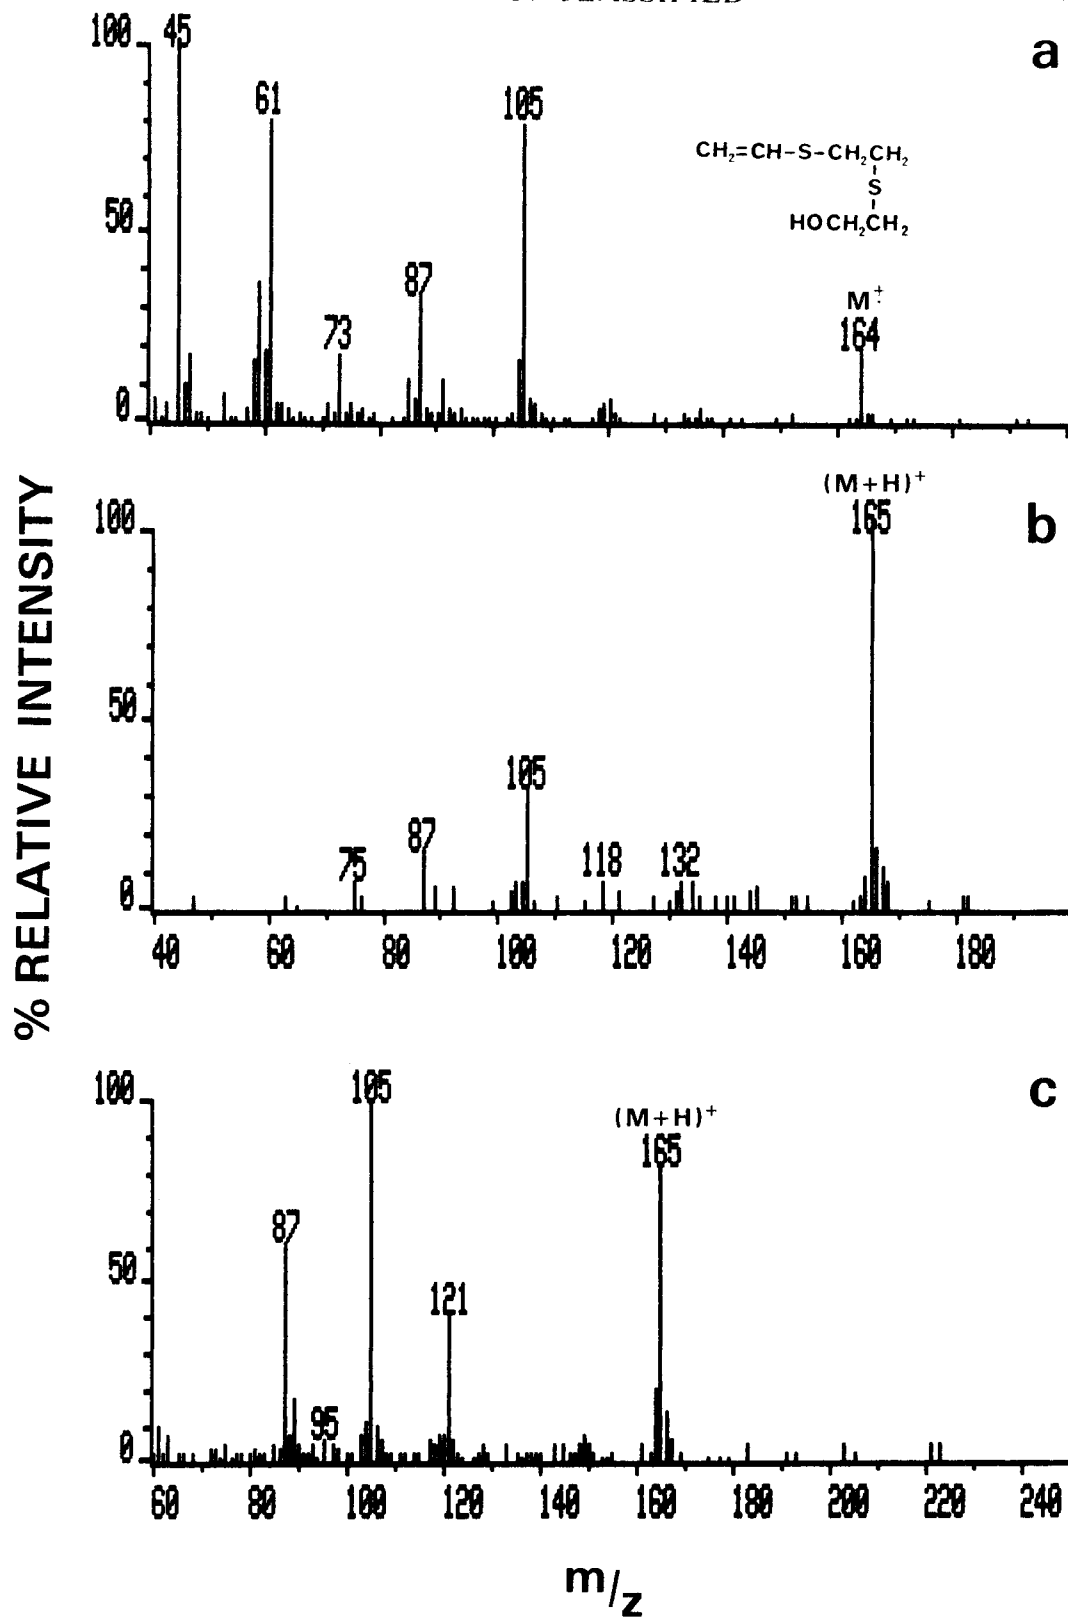 a
100
45
61
105
CH₂=CH-S-CH₂CH₂
S
HOCH₂CH₂
50
87
73
M⁺·
164
0
% RELATIVE INTENSITY
b
(M+H)⁺
100
165
50
105
87
75
118
132
0
40 60 80 100 120 140 160 180
c
100
105
(M+H)⁺
165
87
50
121
95
0
60 80 100 120 140 160 180 200 220 240
m/z